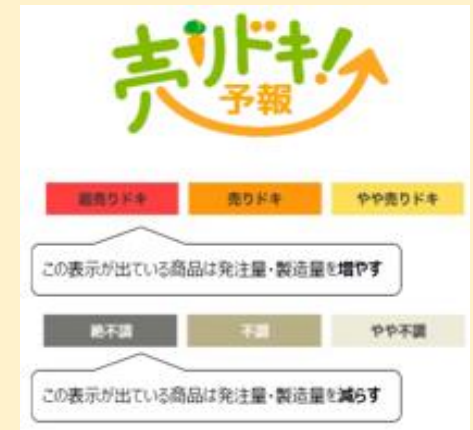 売りドキ!
予報
超売りドキ
売りドキ
やや売りドキ
この表示が出ている商品は発注量・製造量を増やす
絶不調
不調
やや不調
この表示が出ている商品は発注量・製造量を減らす